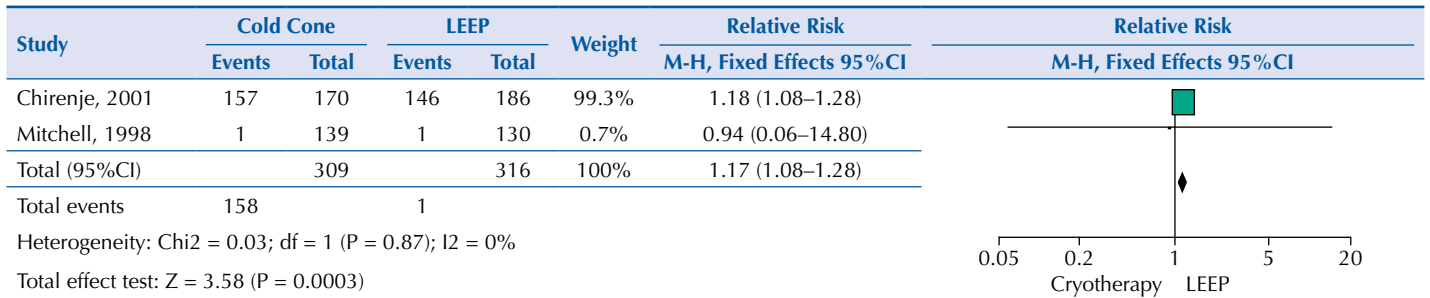 Study Cold Cone LEEP Weight Relative Risk Relative Risk
Events Total Events Total M-H, Fixed Effects 95%CI M-H, Fixed Effects 95%CI
Chirenje, 2001 157 170 146 186 99.3% 1.18 (1.08–1.28)
Mitchell, 1998 1 139 1 130 0.7% 0.94 (0.06–14.80)
Total (95%CI) 309 316 100% 1.17 (1.08–1.28)
Total events 158 1
Heterogeneity: Chi2 = 0.03; df = 1 (P = 0.87); I2 = 0%
Total effect test: Z = 3.58 (P = 0.0003)
0.05 0.2 1 5 20
Cryotherapy LEEP